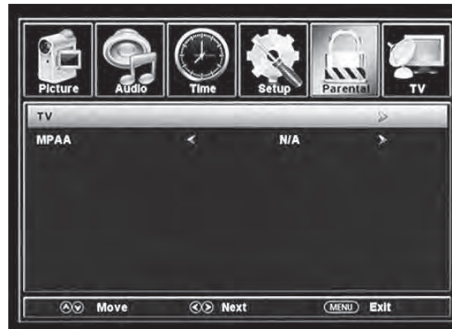 Picture Audio Time Setup Parental TV
TV
MPAA N/A
Move Next MENU Exit